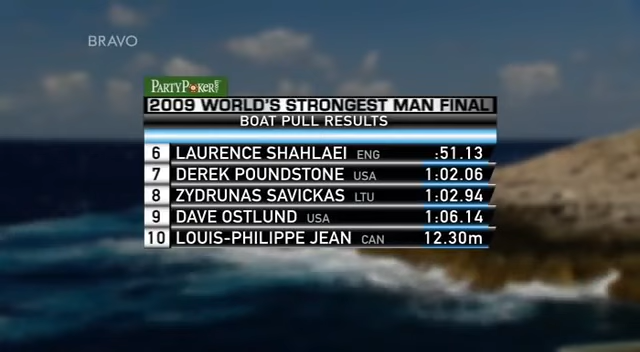 BRAVO
PARTYPOKER.COM
2009 WORLD'S STRONGEST MAN FINAL
BOAT PULL RESULTS
6 LAURENCE SHAHLAEI ENG :51.13
7 DEREK POUNDSTONE USA 1:02.06
8 ZYDRUNAS SAVICKAS LTU 1:02.94
9 DAVE OSTLUND USA 1:06.14
10 LOUIS-PHILIPPE JEAN CAN 12.30m